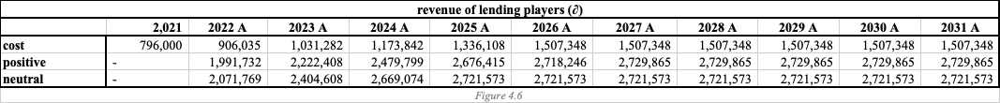 revenue of lending players (∂)
2,021 2022 A 2023 A 2024 A 2025 A 2026 A 2027 A 2028 A 2029 A 2030 A 2031 A
cost 796,000 906,035 1,031,282 1,173,842 1,336,108 1,507,348 1,507,348 1,507,348 1,507,348 1,507,348 1,507,348
positive - 1,991,732 2,222,408 2,479,799 2,676,415 2,718,246 2,729,865 2,729,865 2,729,865 2,729,865 2,729,865
neutral - 2,071,769 2,404,608 2,669,074 2,721,573 2,721,573 2,721,573 2,721,573 2,721,573 2,721,573 2,721,573
Figure 4.6